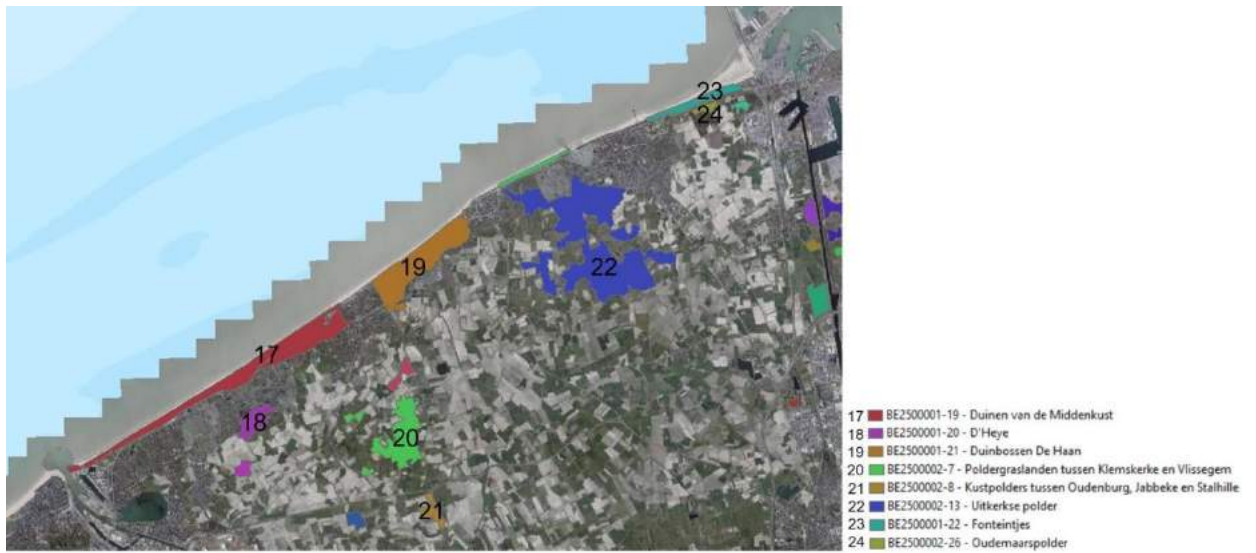 23
24
19
22
17
18
20
21
17 BE2500001-19 - Duinen van de Middenkust
18 BE2500001-20 - D'Heye
19 BE2500001-21 - Duinbossen De Haan
20 BE2500002-7 - Poldergraslanden tussen Klemskerke en Vlissegem
21 BE2500002-8 - Kustpolders tussen Oudenburg, Jabbeke en Stalhille
22 BE2500002-13 - Uitkerkse polder
23 BE2500001-22 - Fonteintjes
24 BE2500002-26 - Oudemaarspolder